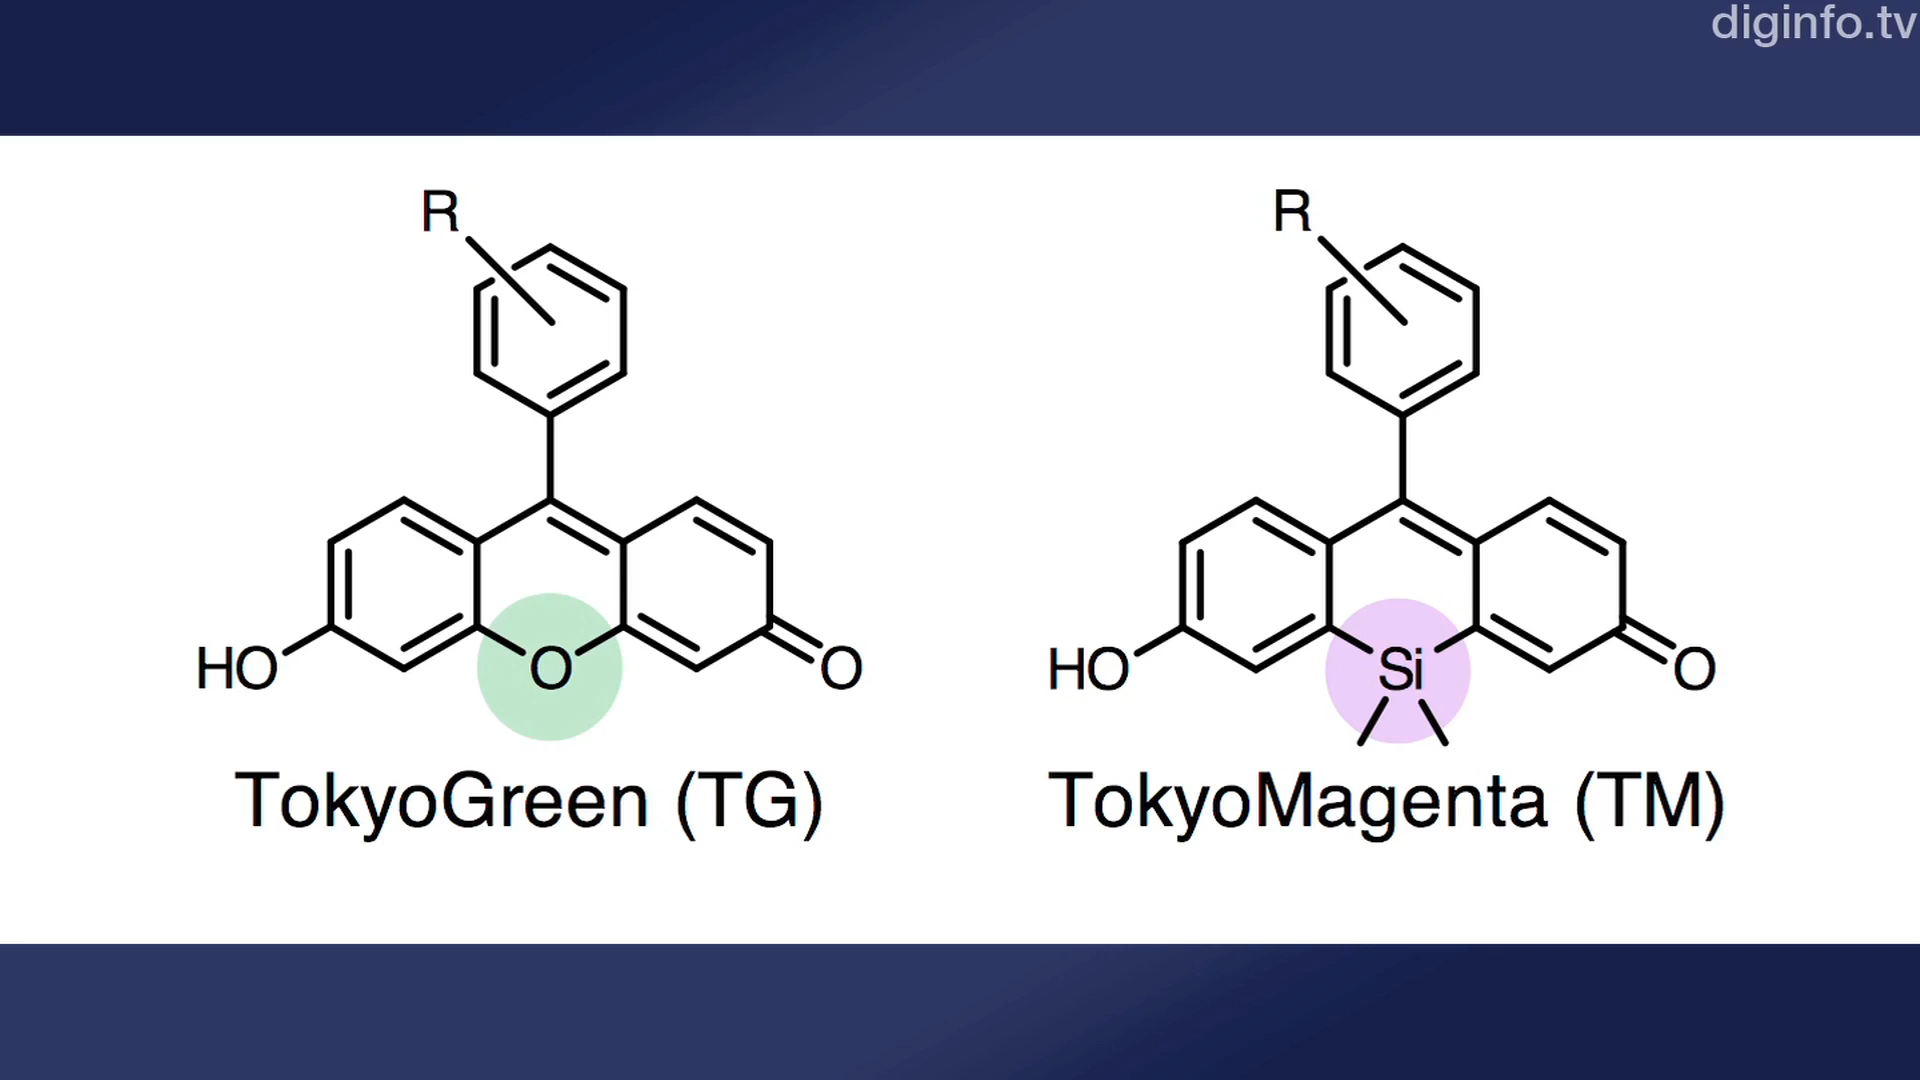 diginfo.tv
R
R
HO
O
O
HO
Si
O
TokyoGreen (TG)
TokyoMagenta (TM)